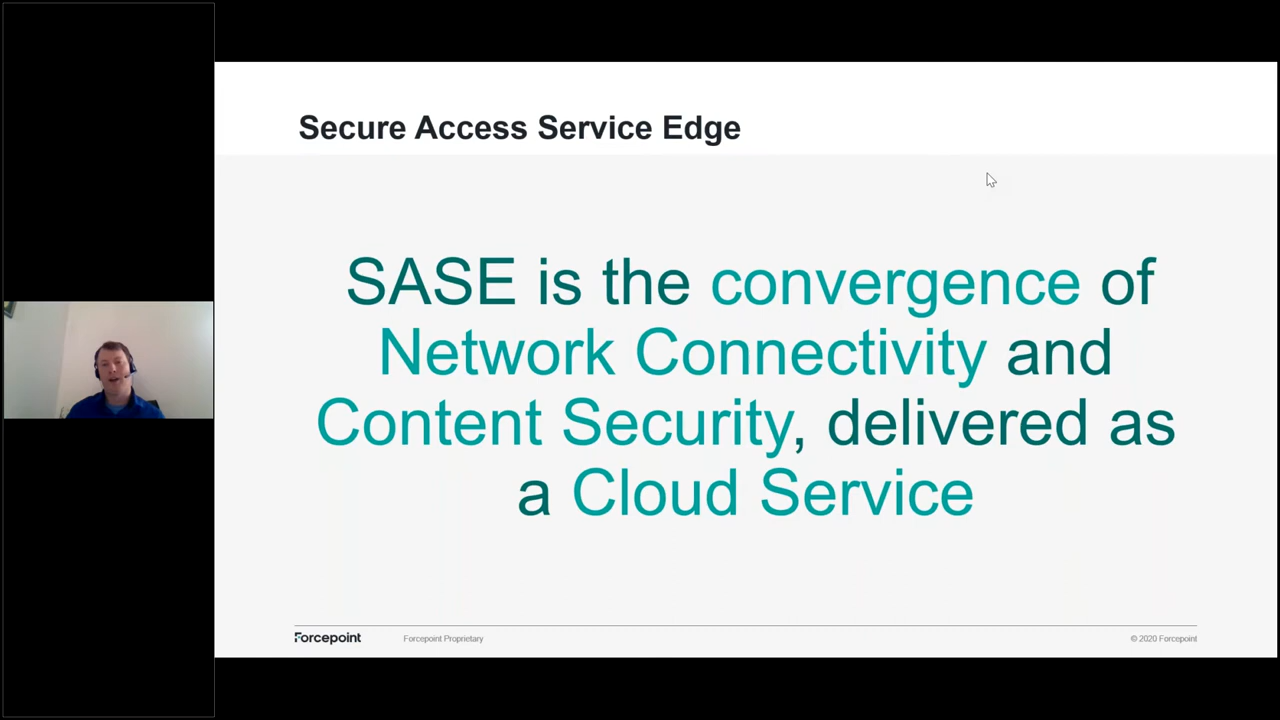 Secure Access Service Edge
SASE is the convergence of
Network Connectivity and
Content Security, delivered as
a Cloud Service
Forcepoint
Forcepoint Proprietary
© 2020 Forcepoint